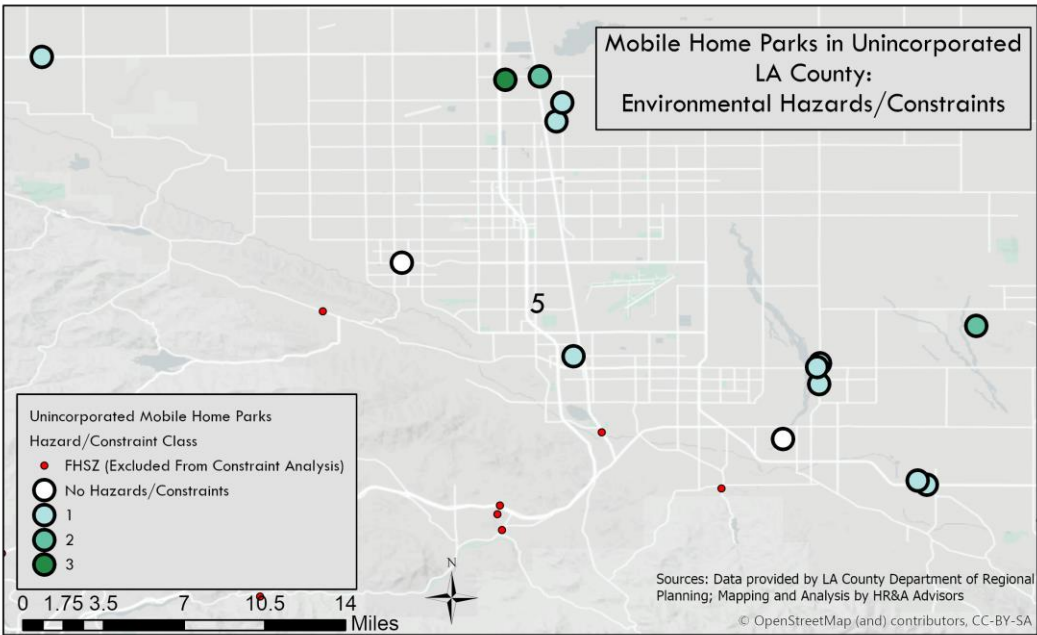 Mobile Home Parks in Unincorporated
LA County:
Environmental Hazards/Constraints
5
Unincorporated Mobile Home Parks
Hazard/Constraint Class
FHSZ (Excluded From Constraint Analysis)
No Hazards/Constraints
1
2
3
0 1.75 3.5 7 10.5 14
Miles
N
Sources: Data provided by LA County Department of Regional
Planning; Mapping and Analysis by HR&A Advisors
© OpenStreetMap (and) contributors, CC-BY-SA